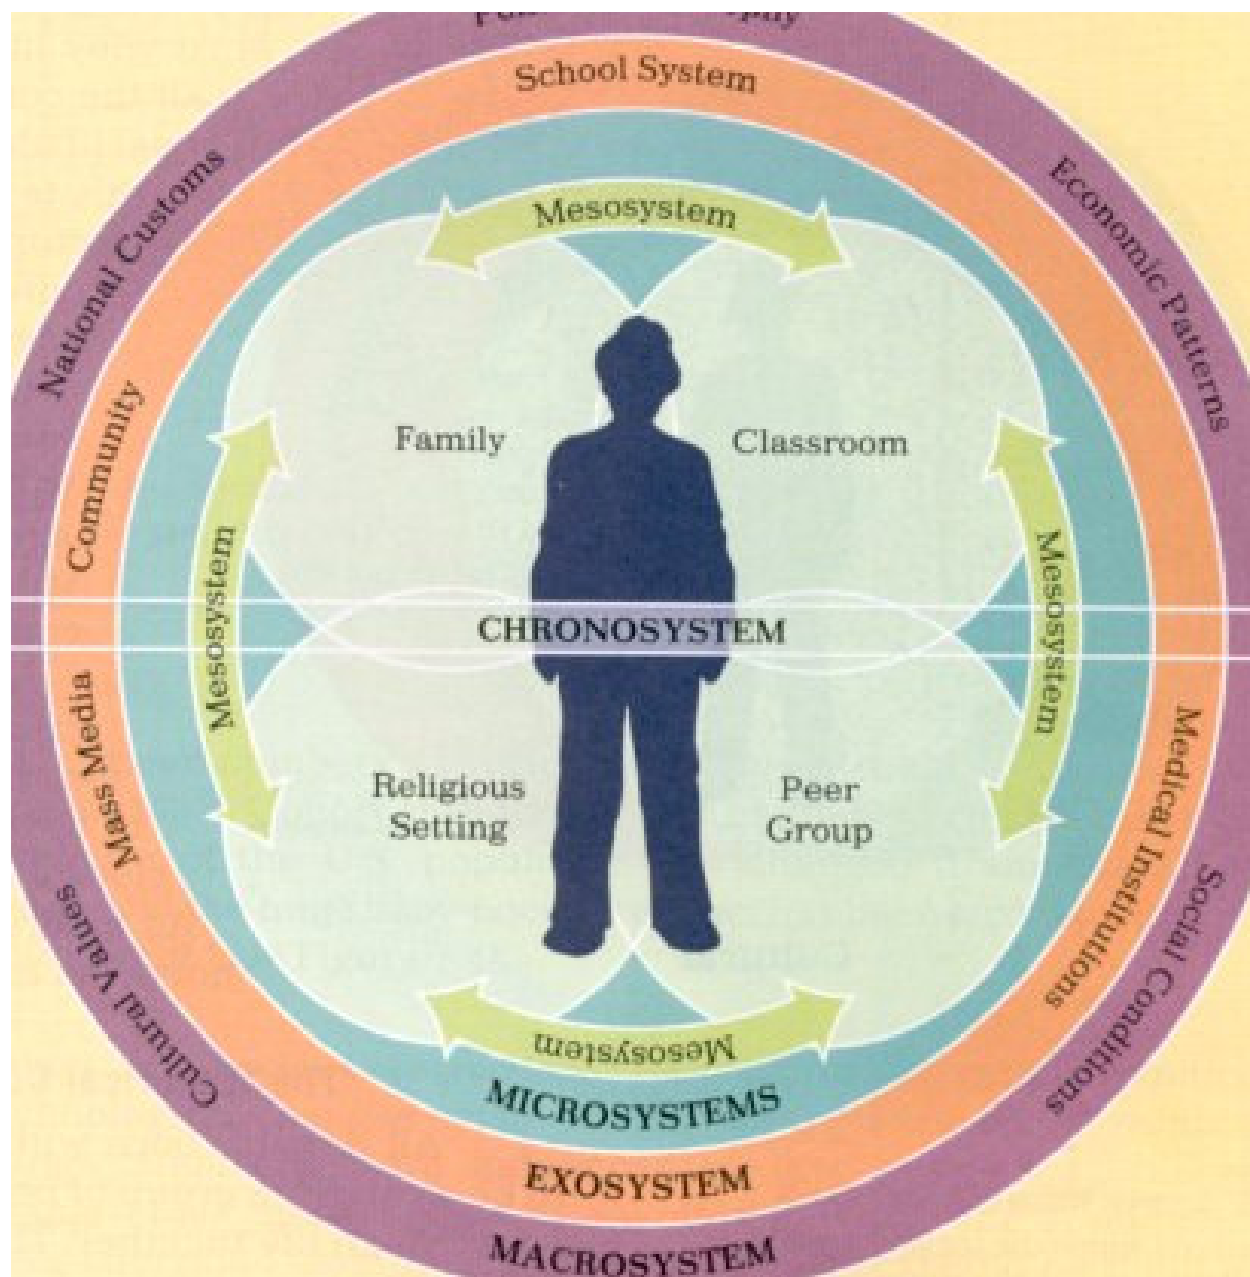 School System
National Customs
Economic Patterns
Mesosystem
Community
Family
Classroom
Mesosystem
Mesosystem
CHRONOSYSTEM
Mass Media
Medical Institutions
Religious
Setting
Peer
Group
Cultural Values
Social Conditions
Mesosystem
MICROSYSTEMS
EXOSYSTEM
MACROSYSTEM